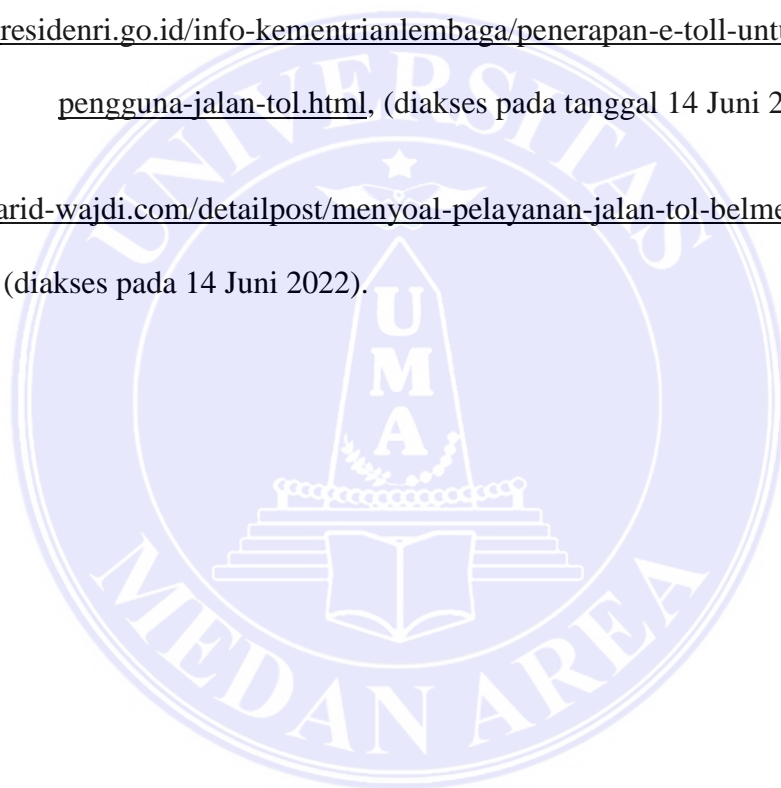 residenri.go.id/info-kementrianlembaga/penerapan-e-toll-untu
pengguna-jalan-tol.html, (diakses pada tanggal 14 Juni 2
arid-wajdi.com/detailpost/menyoal-pelayanan-jalan-tol-belme
(diakses pada 14 Juni 2022).
UNIVERSITAS
UMA
MEDAN AREA